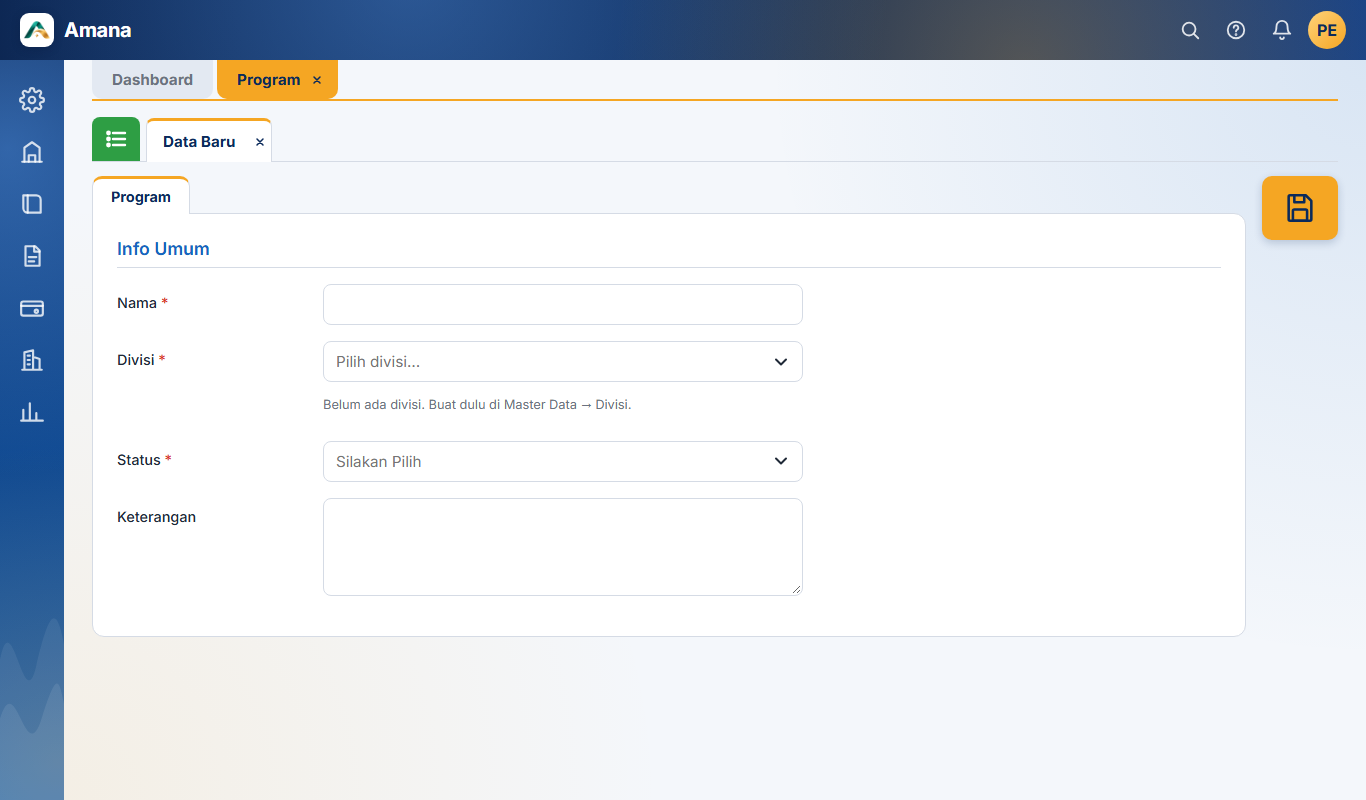 Amana
PE
Dashboard
Program ×
Data Baru ×
Program
Info Umum
Nama *
Divisi *
Pilih divisi...
Belum ada divisi. Buat dulu di Master Data → Divisi.
Status *
Silakan Pilih
Keterangan